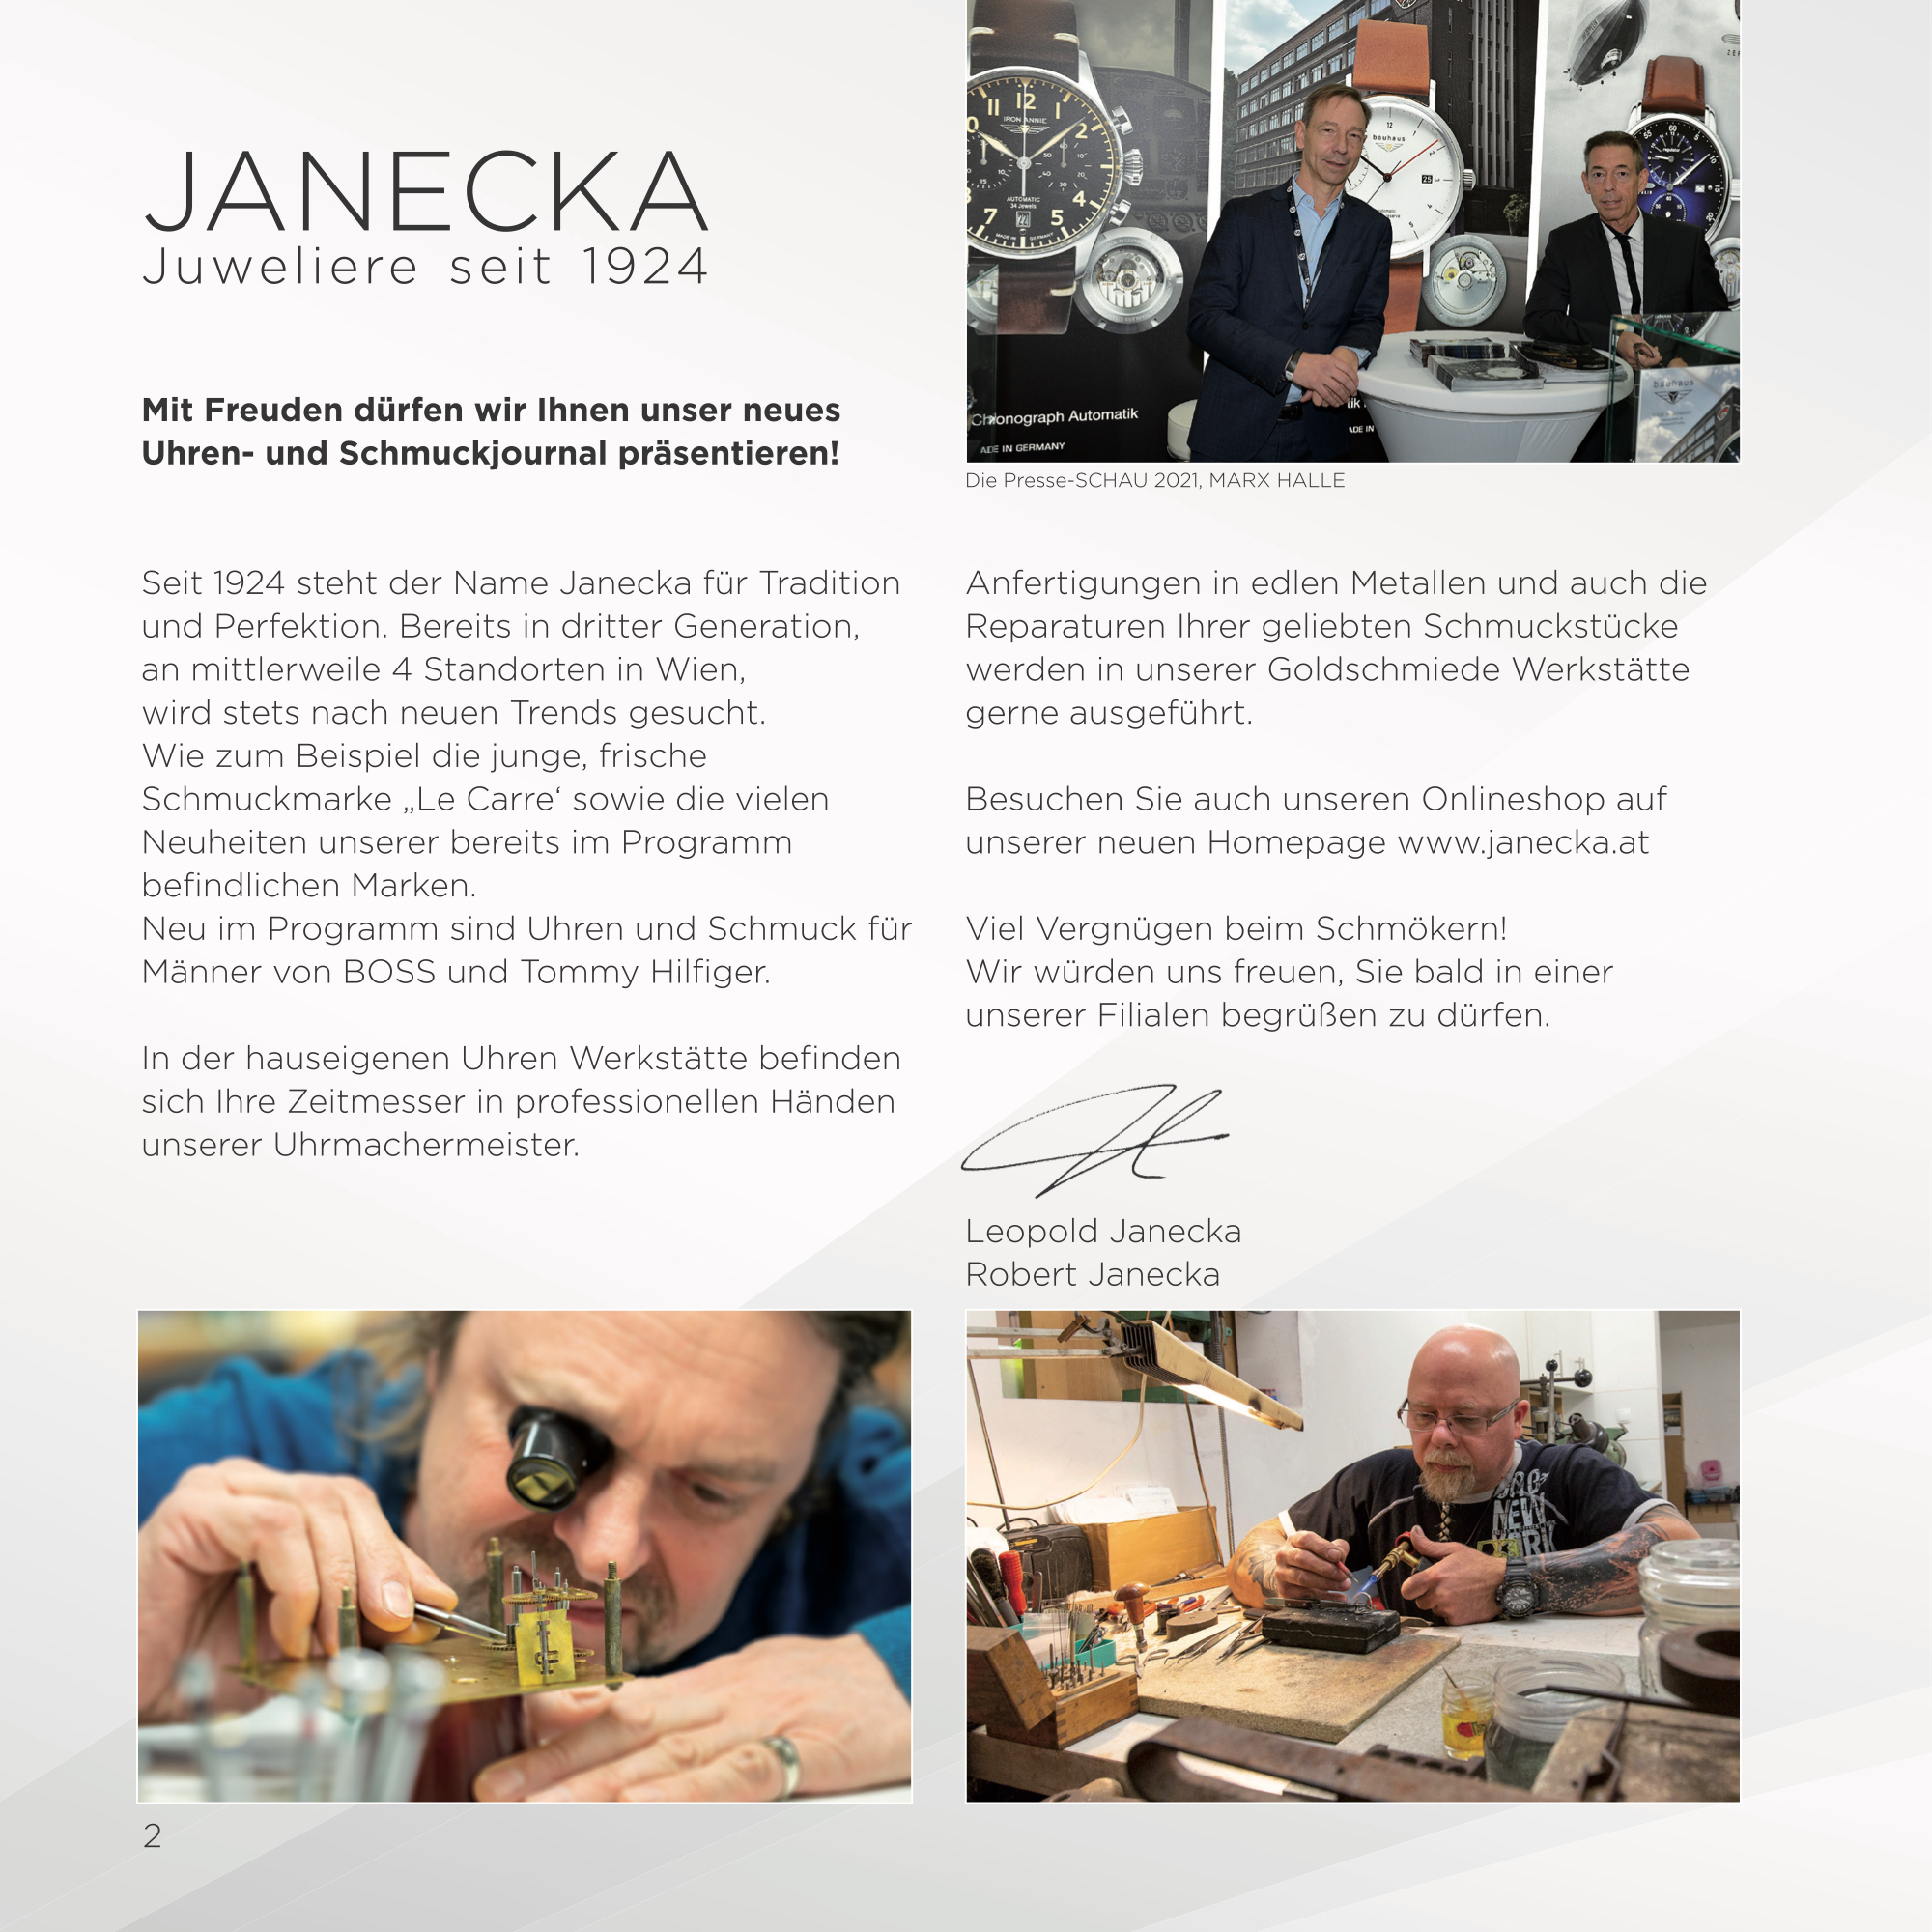 JANECKA
Juweliere seit 1924
Mit Freuden dürfen wir Ihnen unser neues
Uhren- und Schmuckjournal präsentieren!
Seit 1924 steht der Name Janecka für Tradition
und Perfektion. Bereits in dritter Generation,
an mittlerweile 4 Standorten in Wien,
wird stets nach neuen Trends gesucht.
Wie zum Beispiel die junge, frische
Schmuckmarke „Le Carre‘ sowie die vielen
Neuheiten unserer bereits im Programm
befindlichen Marken.
Neu im Programm sind Uhren und Schmuck für
Männer von BOSS und Tommy Hilfiger.
In der hauseigenen Uhren Werkstätte befinden
sich Ihre Zeitmesser in professionellen Händen
unserer Uhrmachermeister.
IRON ANNIE
AUTOMATIC
34 Jewels
bauhaus
Chronograph Automatik
MADE IN GERMANY
bauhaus
Die Presse-SCHAU 2021, MARX HALLE
Anfertigungen in edlen Metallen und auch die
Reparaturen Ihrer geliebten Schmuckstücke
werden in unserer Goldschmiede Werkstätte
gerne ausgeführt.
Besuchen Sie auch unseren Onlineshop auf
unserer neuen Homepage www.janecka.at
Viel Vergnügen beim Schmökern!
Wir würden uns freuen, Sie bald in einer
unserer Filialen begrüßen zu dürfen.
Leopold Janecka
Robert Janecka
NEW
2